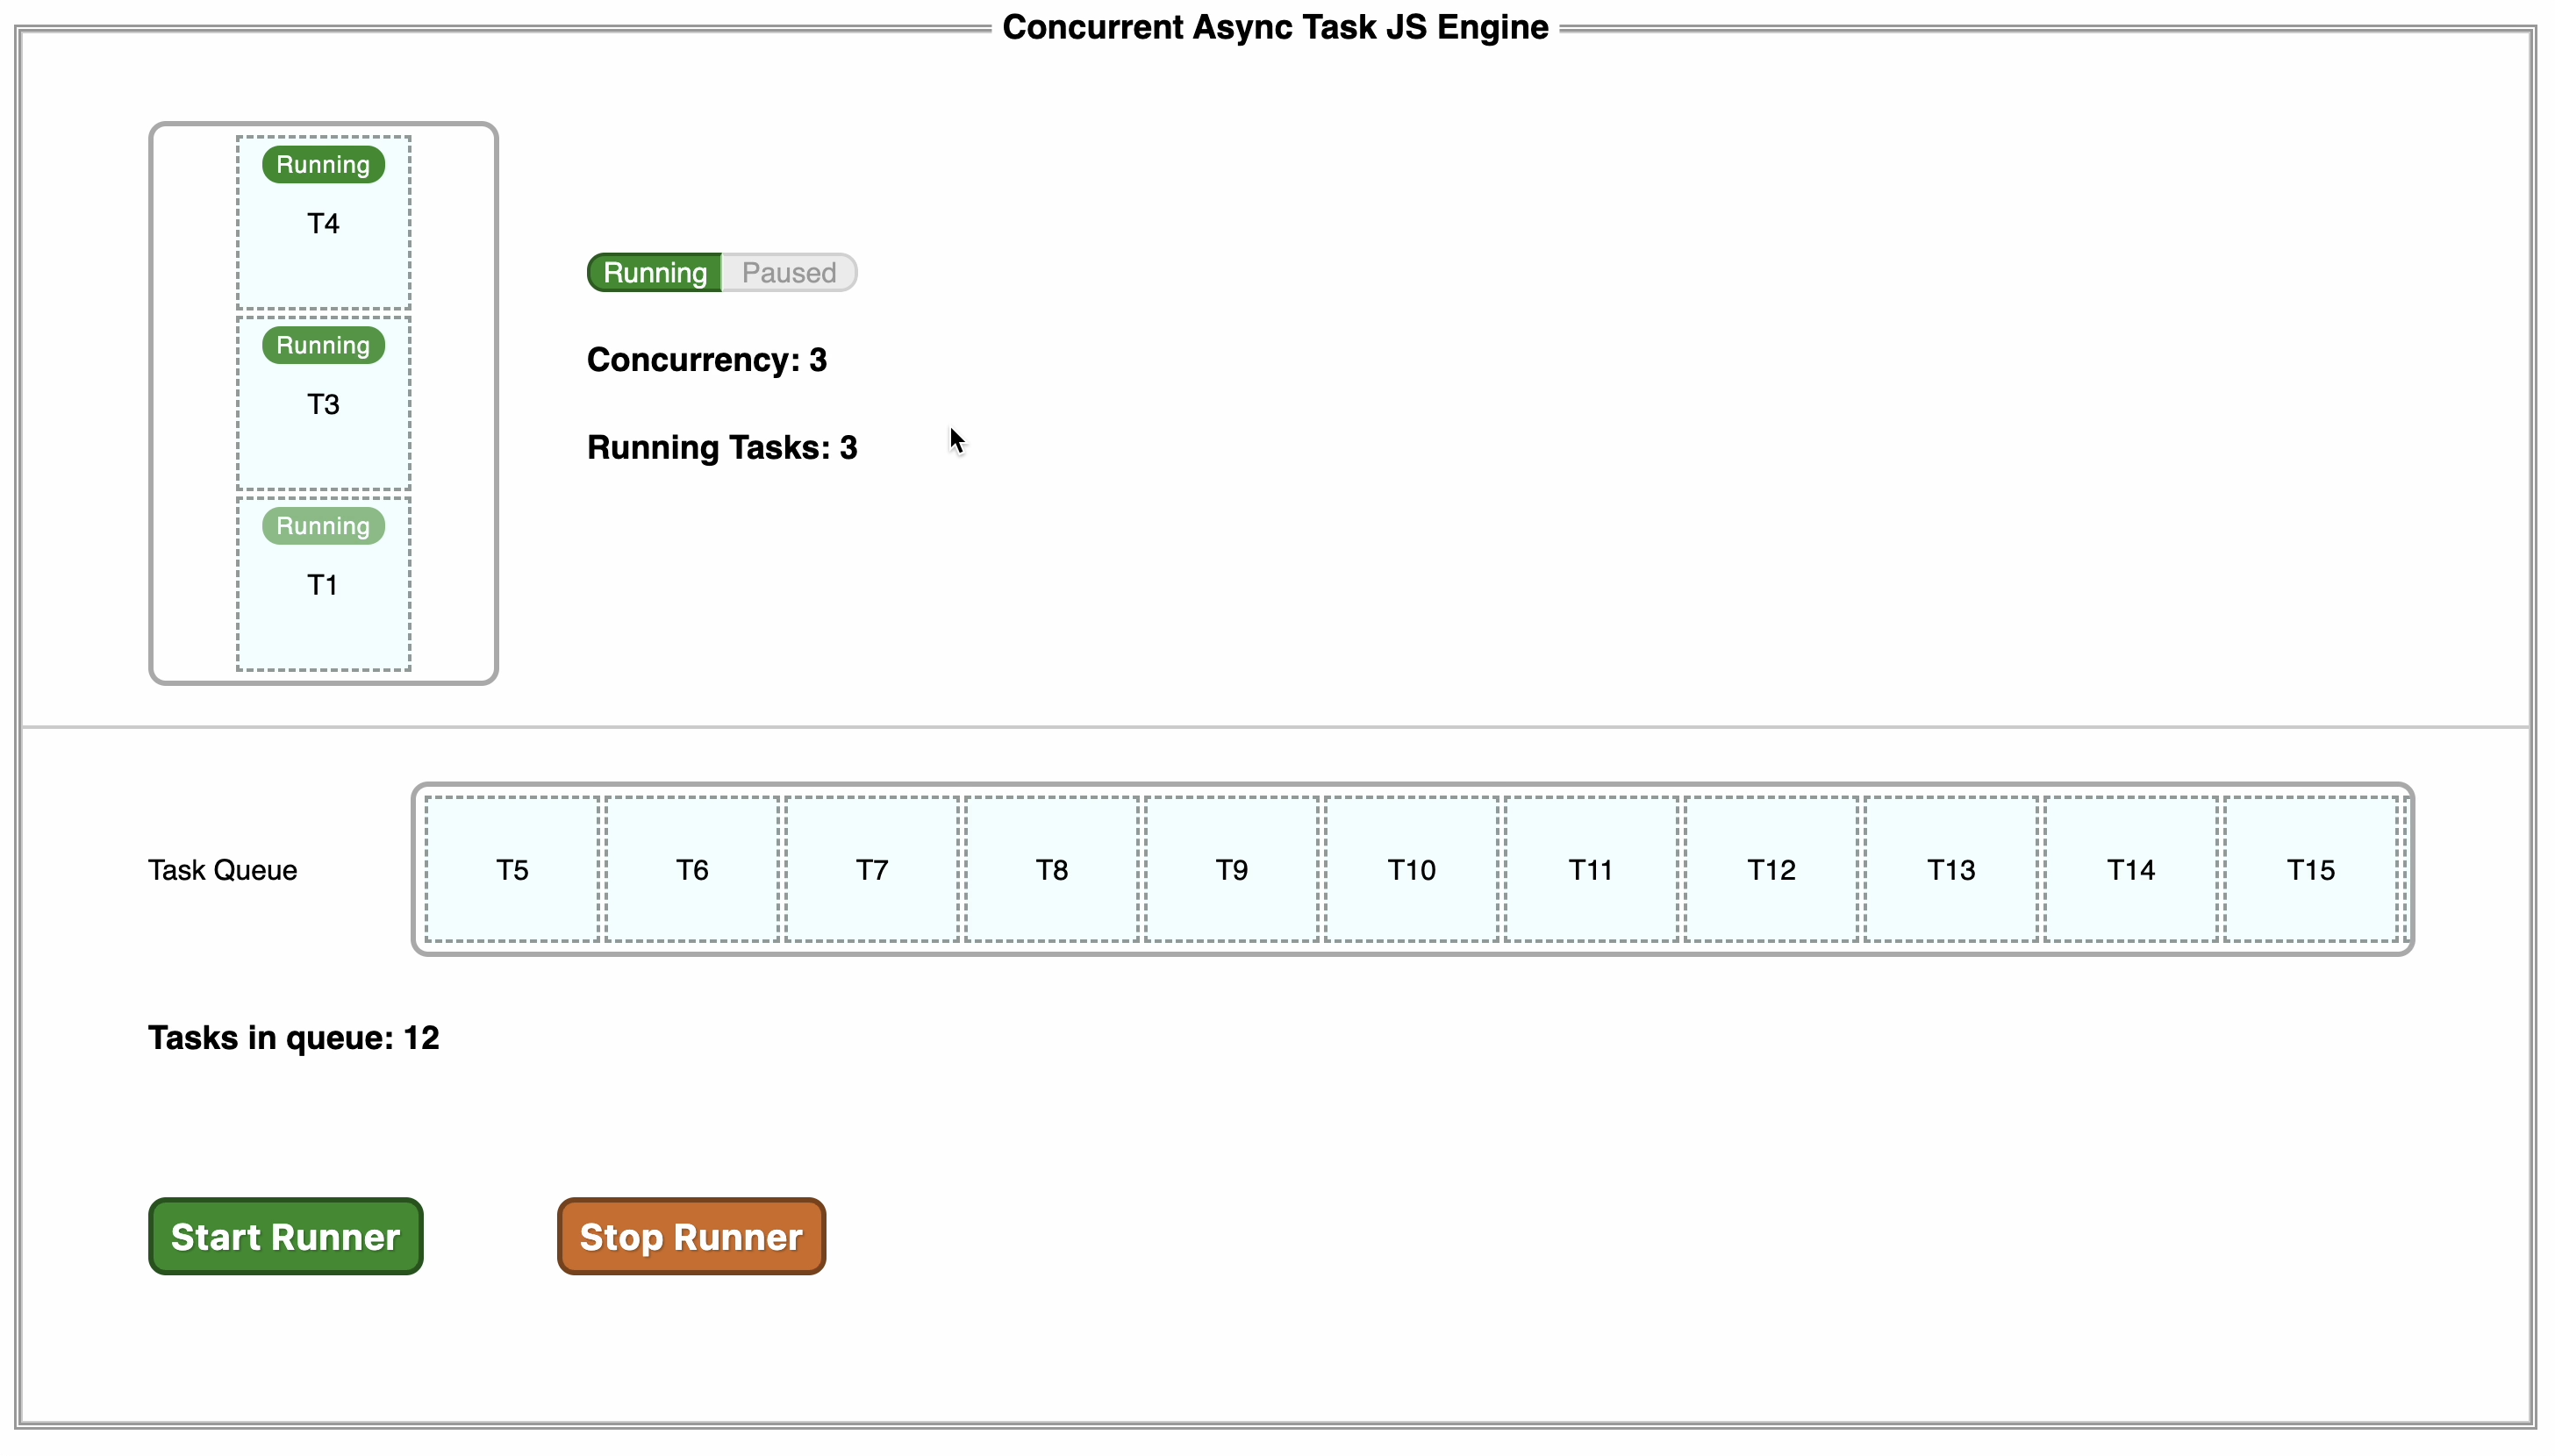 Concurrent Async Task JS Engine
Running
T4
Running
T3
Running
T1
Running Paused
Concurrency: 3
Running Tasks: 3
Task Queue
T5 T6 T7 T8 T9 T10 T11 T12 T13 T14 T15
Tasks in queue: 12
Start Runner Stop Runner